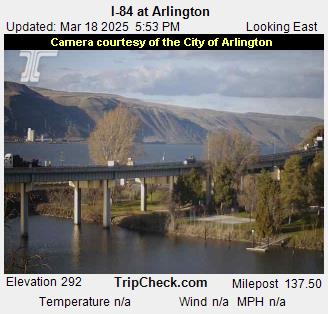 I-84 at Arlington
Updated: Mar 18 2025 5:53 PM Looking East
Camera courtesy of the City of Arlington
Elevation 292 TripCheck.com Milepost 137.50
Temperature n/a Wind n/a MPH n/a